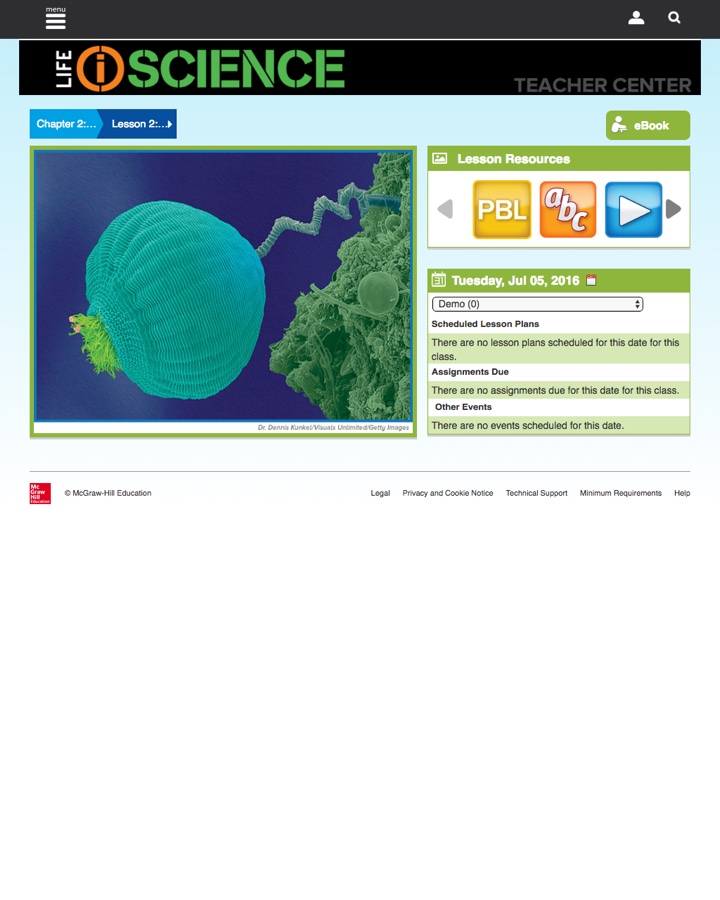 menu
LIFE iSCIENCE
TEACHER CENTER
Chapter 2:... Lesson 2:...
eBook
Lesson Resources
PBL abc
31 Tuesday, Jul 05, 2016
Demo (0)
Scheduled Lesson Plans
There are no lesson plans scheduled for this date for this
class.
Assignments Due
There are no assignments due for this date for this class.
Other Events
There are no events scheduled for this date.
Dr. Dennis Kunkel/Visuals Unlimited/Getty Images
Mc
Graw
Hill
Education
© McGraw-Hill Education
Legal Privacy and Cookie Notice Technical Support Minimum Requirements Help